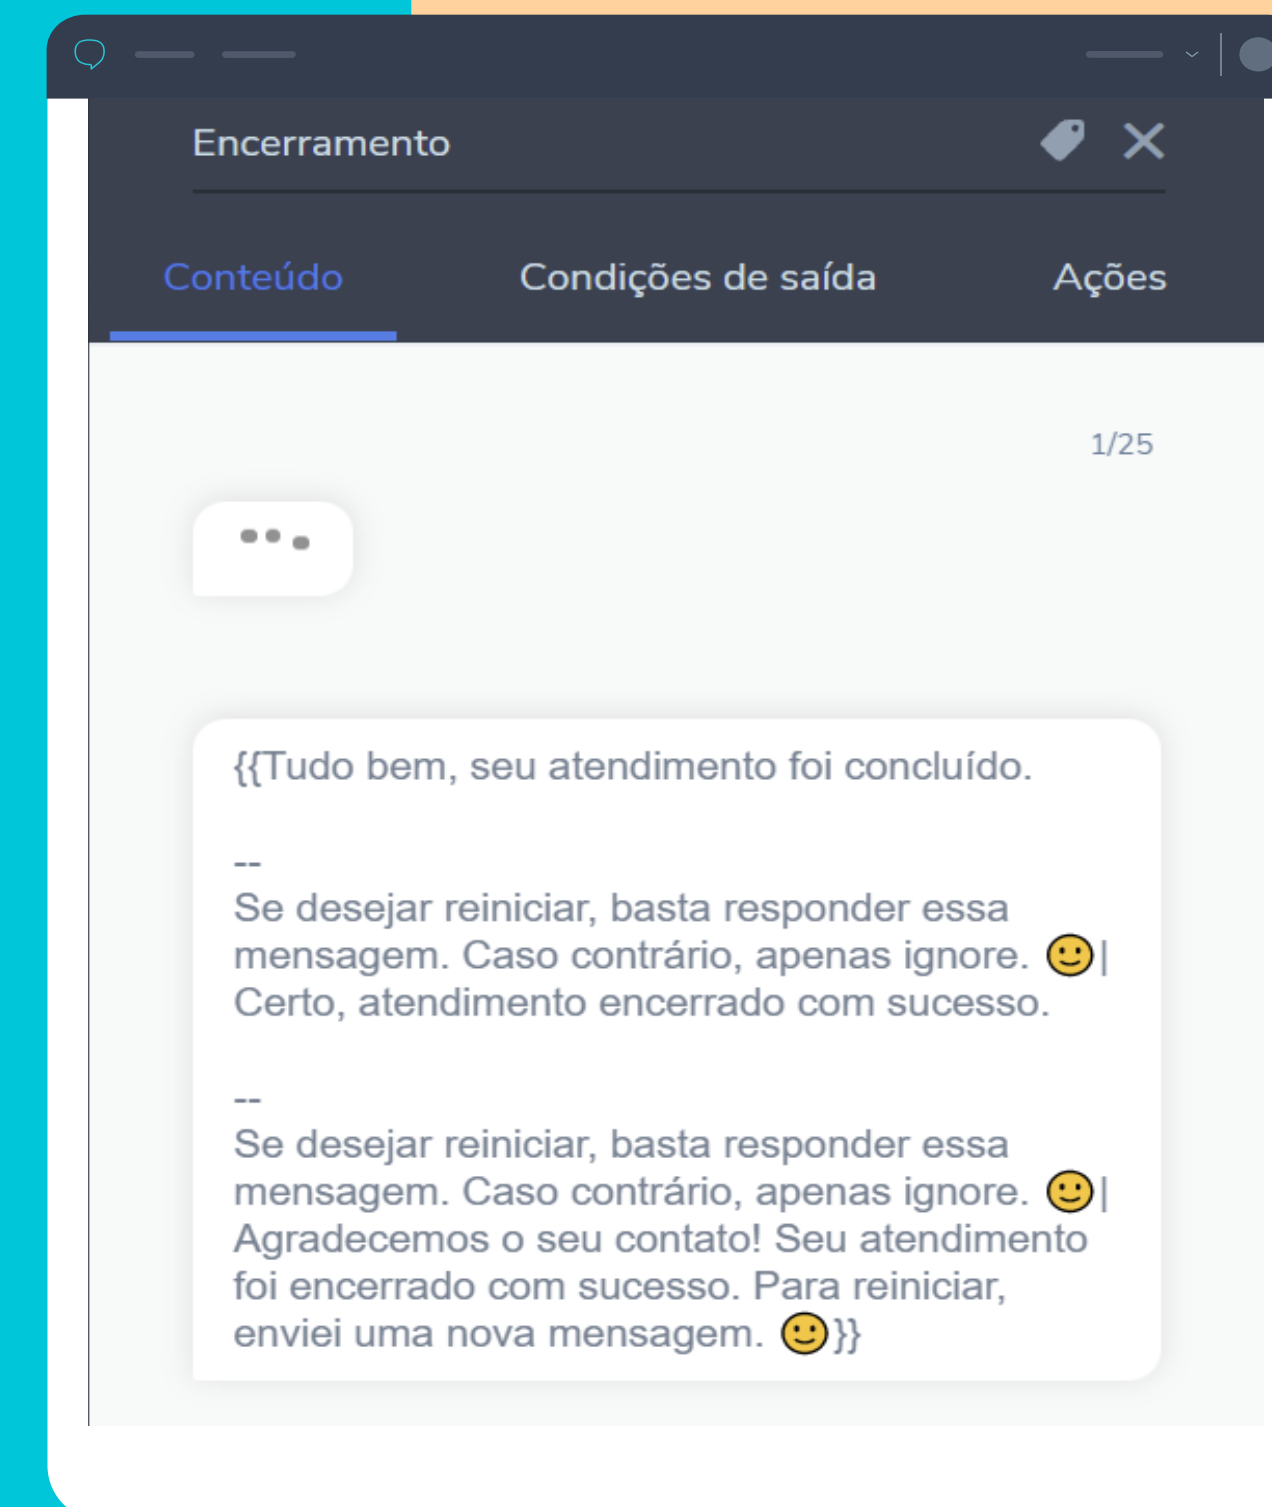 Encerramento
Conteúdo Condições de saída Ações
1/25
{{Tudo bem, seu atendimento foi concluído.
--
Se desejar reiniciar, basta responder essa
mensagem. Caso contrário, apenas ignore. 🙂|
Certo, atendimento encerrado com sucesso.
--
Se desejar reiniciar, basta responder essa
mensagem. Caso contrário, apenas ignore. 🙂|
Agradecemos o seu contato! Seu atendimento
foi encerrado com sucesso. Para reiniciar,
enviei uma nova mensagem. 🙂}}